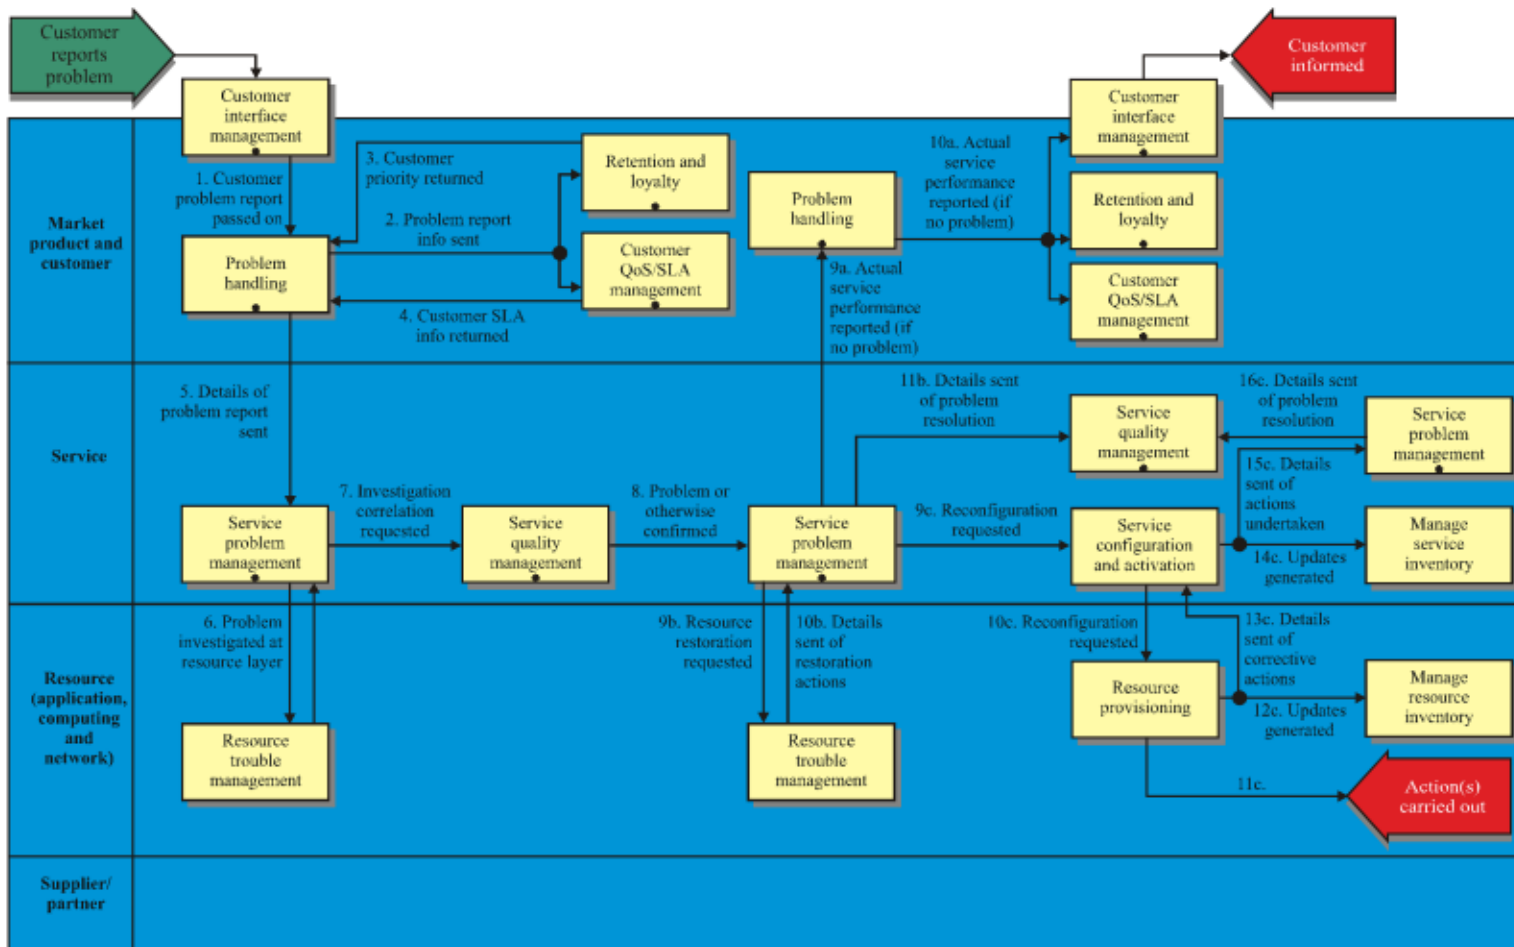 Customer
reports
problem
Customer
informed
Customer
interface
management
Customer
interface
management
Market
product and
customer
1. Customer
problem report
passed on
3. Customer
priority returned
2. Problem report
info sent
Retention and
loyalty
Problem
handling
Customer
QoS/SLA
management
4. Customer SLA
info returned
Problem
handling
10a. Actual
service
performance
reported (if
no problem)
Retention and
loyalty
Customer
QoS/SLA
management
9a. Actual
service
performance
reported (if
no problem)
Service
5. Details of
problem report
sent
11b. Details sent
of problem
resolution
Service
quality
management
16c. Details sent
of problem
resolution
Service
problem
management
15c. Details
sent of
actions
undertaken
Service
problem
management
7. Investigation
correlation
requested
Service
quality
management
8. Problem or
otherwise
confirmed
Service
problem
management
9c. Reconfiguration
requested
Service
configuration
and activation
14c. Updates
generated
Manage
service
inventory
Resource
(application,
computing
and
network)
6. Problem
investigated at
resource layer
Resource
trouble
management
9b. Resource
restoration
requested
10b. Details
sent of
restoration
actions
Resource
trouble
management
10c. Reconfiguration
requested
Resource
provisioning
13c. Details
sent of
corrective
actions
12c. Updates
generated
Manage
resource
inventory
11c.
Action(s)
carried out
Supplier/
partner